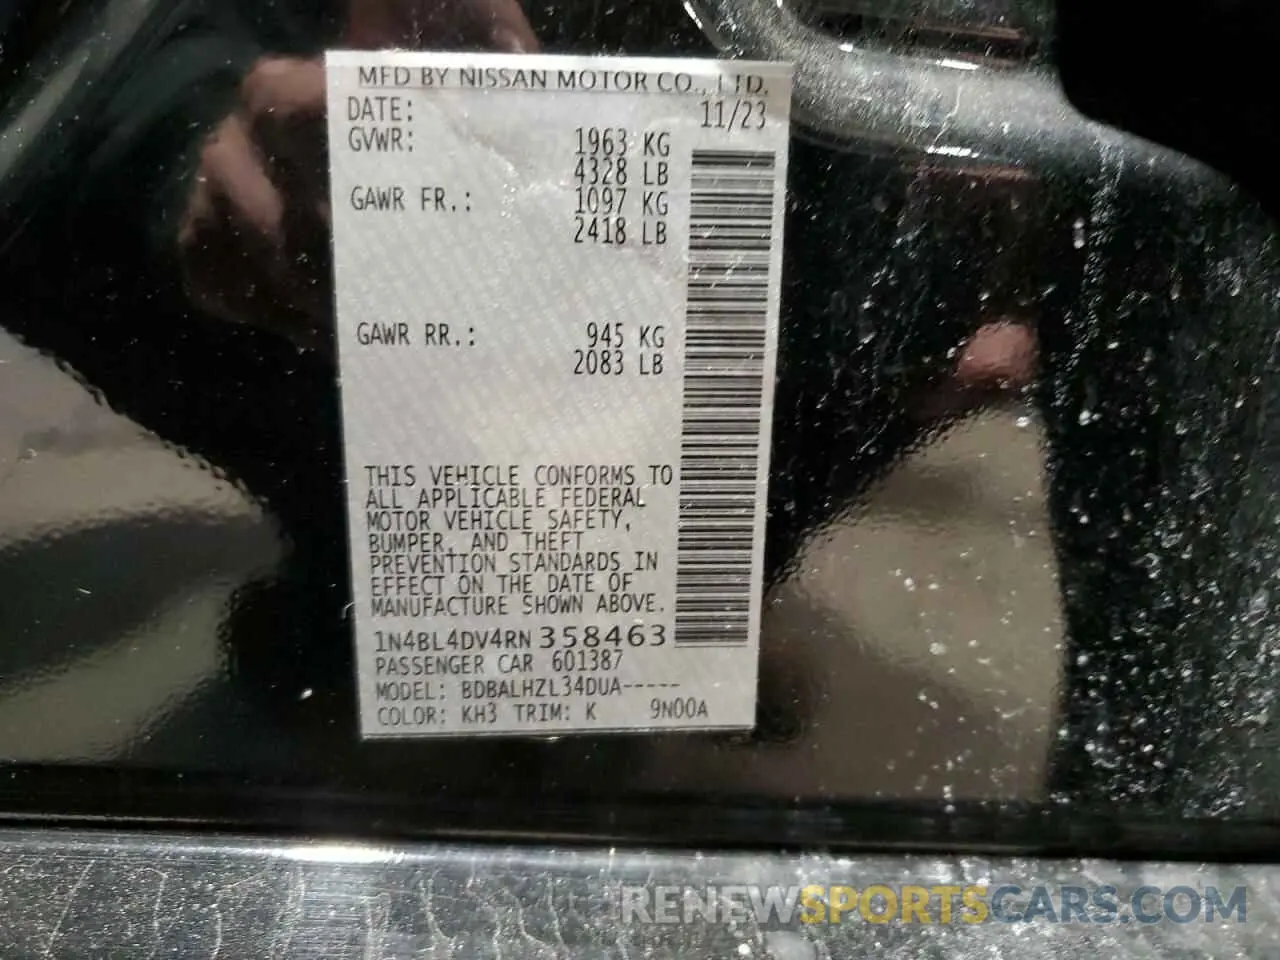 MFD BY NISSAN MOTOR CO., LTD.
DATE: 11/23
GVWR: 1963 KG
4328 LB
GAWR FR.: 1097 KG
2418 LB
GAWR RR.: 945 KG
2083 LB
THIS VEHICLE CONFORMS TO
ALL APPLICABLE FEDERAL
MOTOR VEHICLE SAFETY,
BUMPER, AND THEFT
PREVENTION STANDARDS IN
EFFECT ON THE DATE OF
MANUFACTURE SHOWN ABOVE.
1N4BL4DV4RN358463
PASSENGER CAR 601387
MODEL: BDBALHZL34DUA-----
COLOR: KH3 TRIM: K 9N00A
RENEWSPORTSCARS.COM